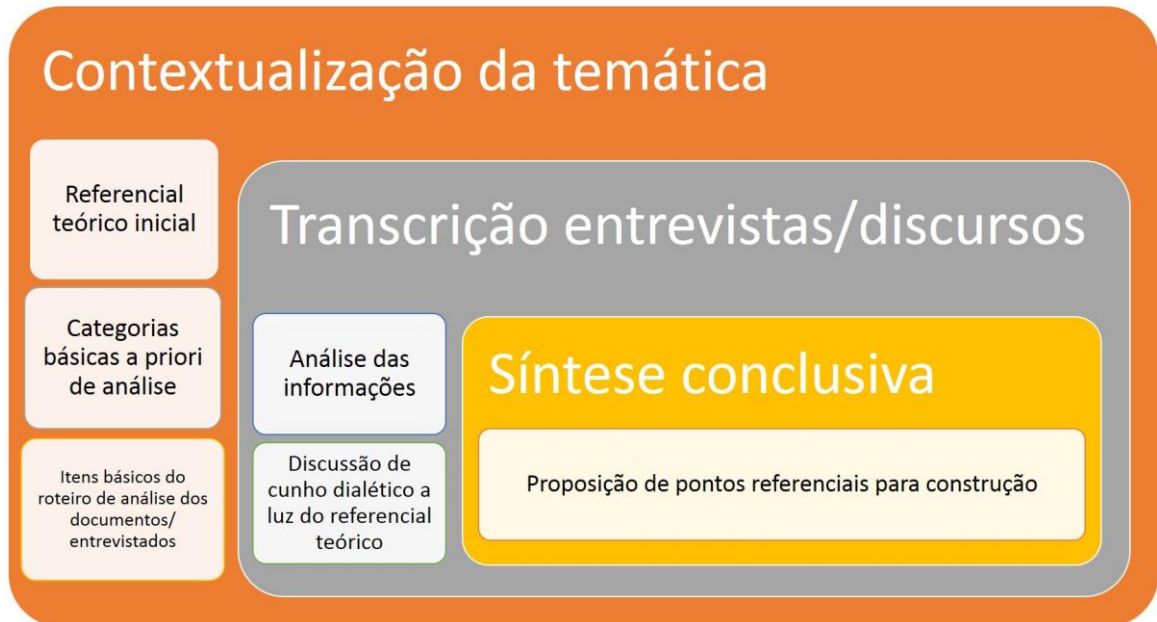 Contextualização da temática
Referencial
teórico inicial
Categorias
básicas a priori
de análise
Itens básicos do
roteiro de análise dos
documentos/
entrevistados
Transcrição entrevistas/discursos
Análise das
informações
Discussão de
cunho dialético a
luz do referencial
teórico
Síntese conclusiva
Proposição de pontos referenciais para construção